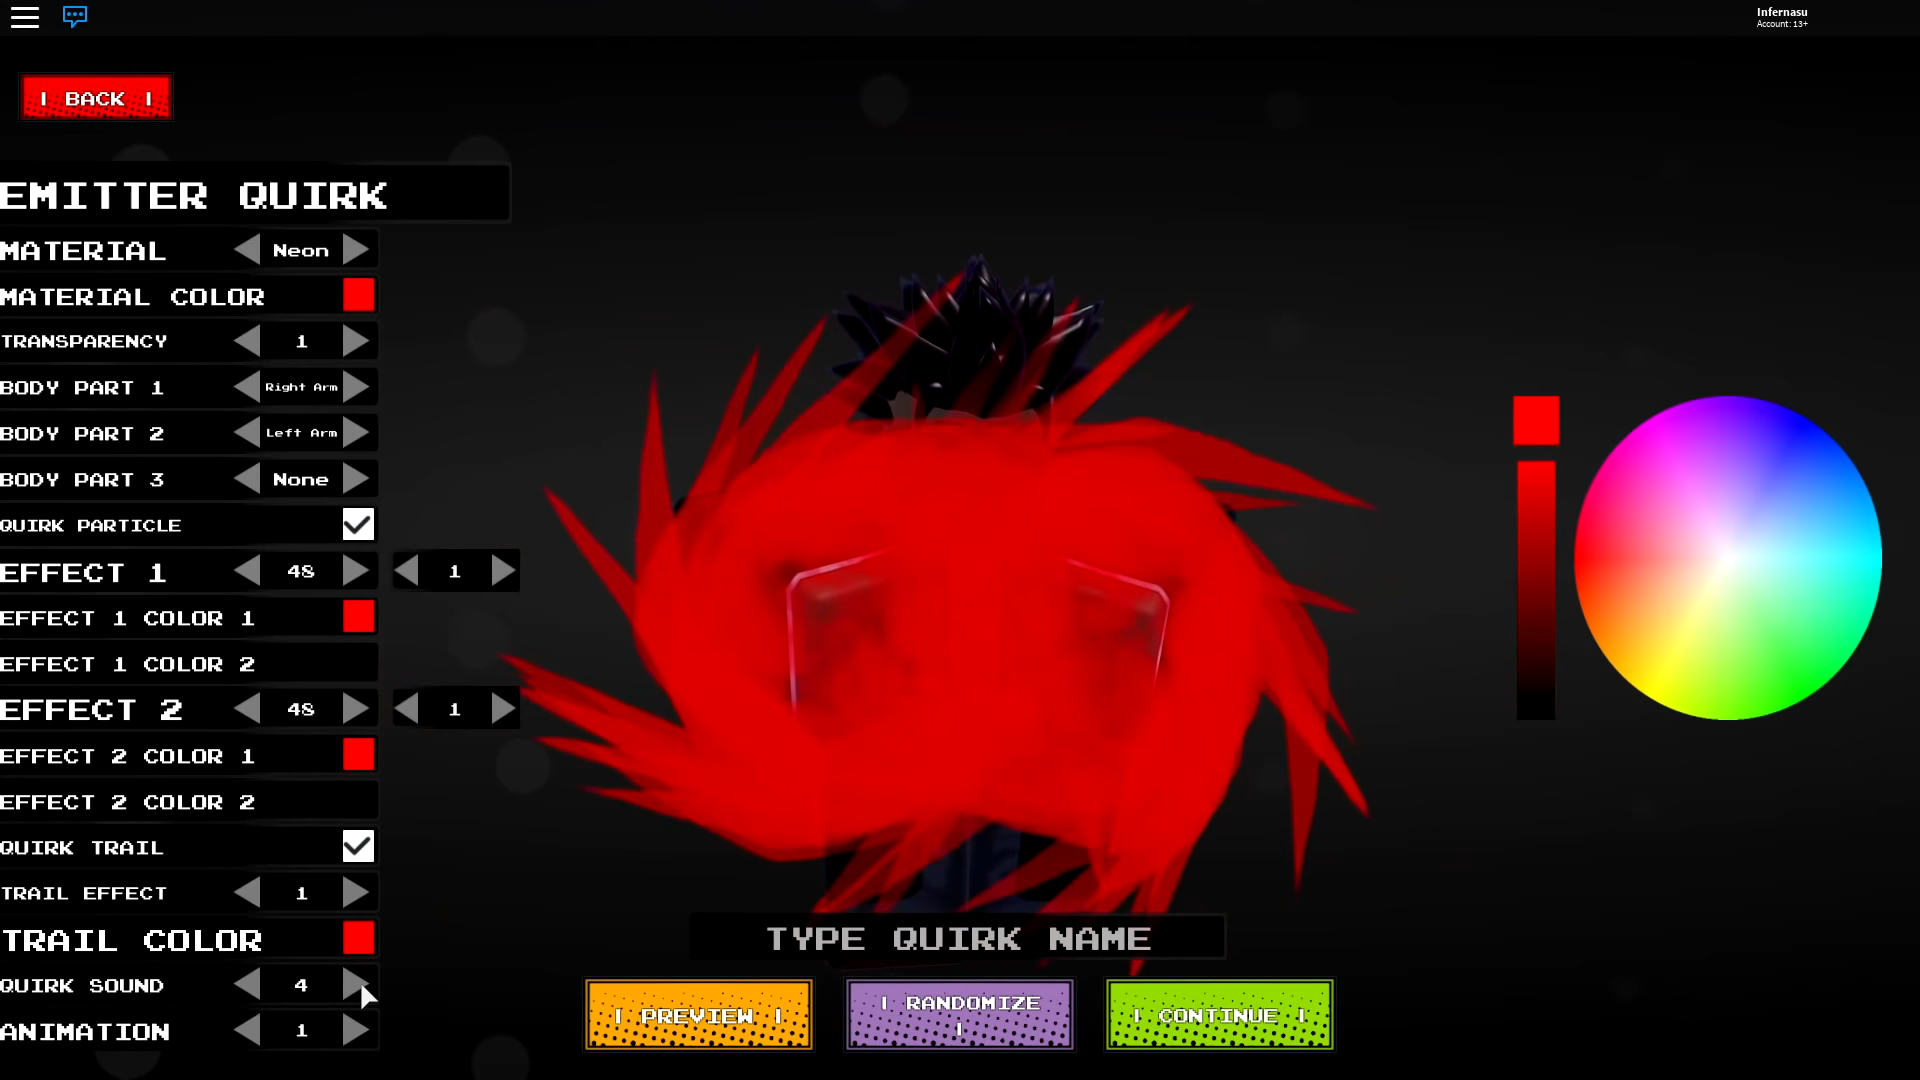 Infernasu
Account: 13+
| BACK |
EMITTER QUIRK
MATERIAL Neon
MATERIAL COLOR
TRANSPARENCY 1
BODY PART 1 Right Arm
BODY PART 2 Left Arm
BODY PART 3 None
QUIRK PARTICLE
EFFECT 1 48 1
EFFECT 1 COLOR 1
EFFECT 1 COLOR 2
EFFECT 2 48 1
EFFECT 2 COLOR 1
EFFECT 2 COLOR 2
QUIRK TRAIL
TRAIL EFFECT 1
TRAIL COLOR
QUIRK SOUND 4
ANIMATION 1
TYPE QUIRK NAME
| PREVIEW |
| RANDOMIZE
|
| CONTINUE |